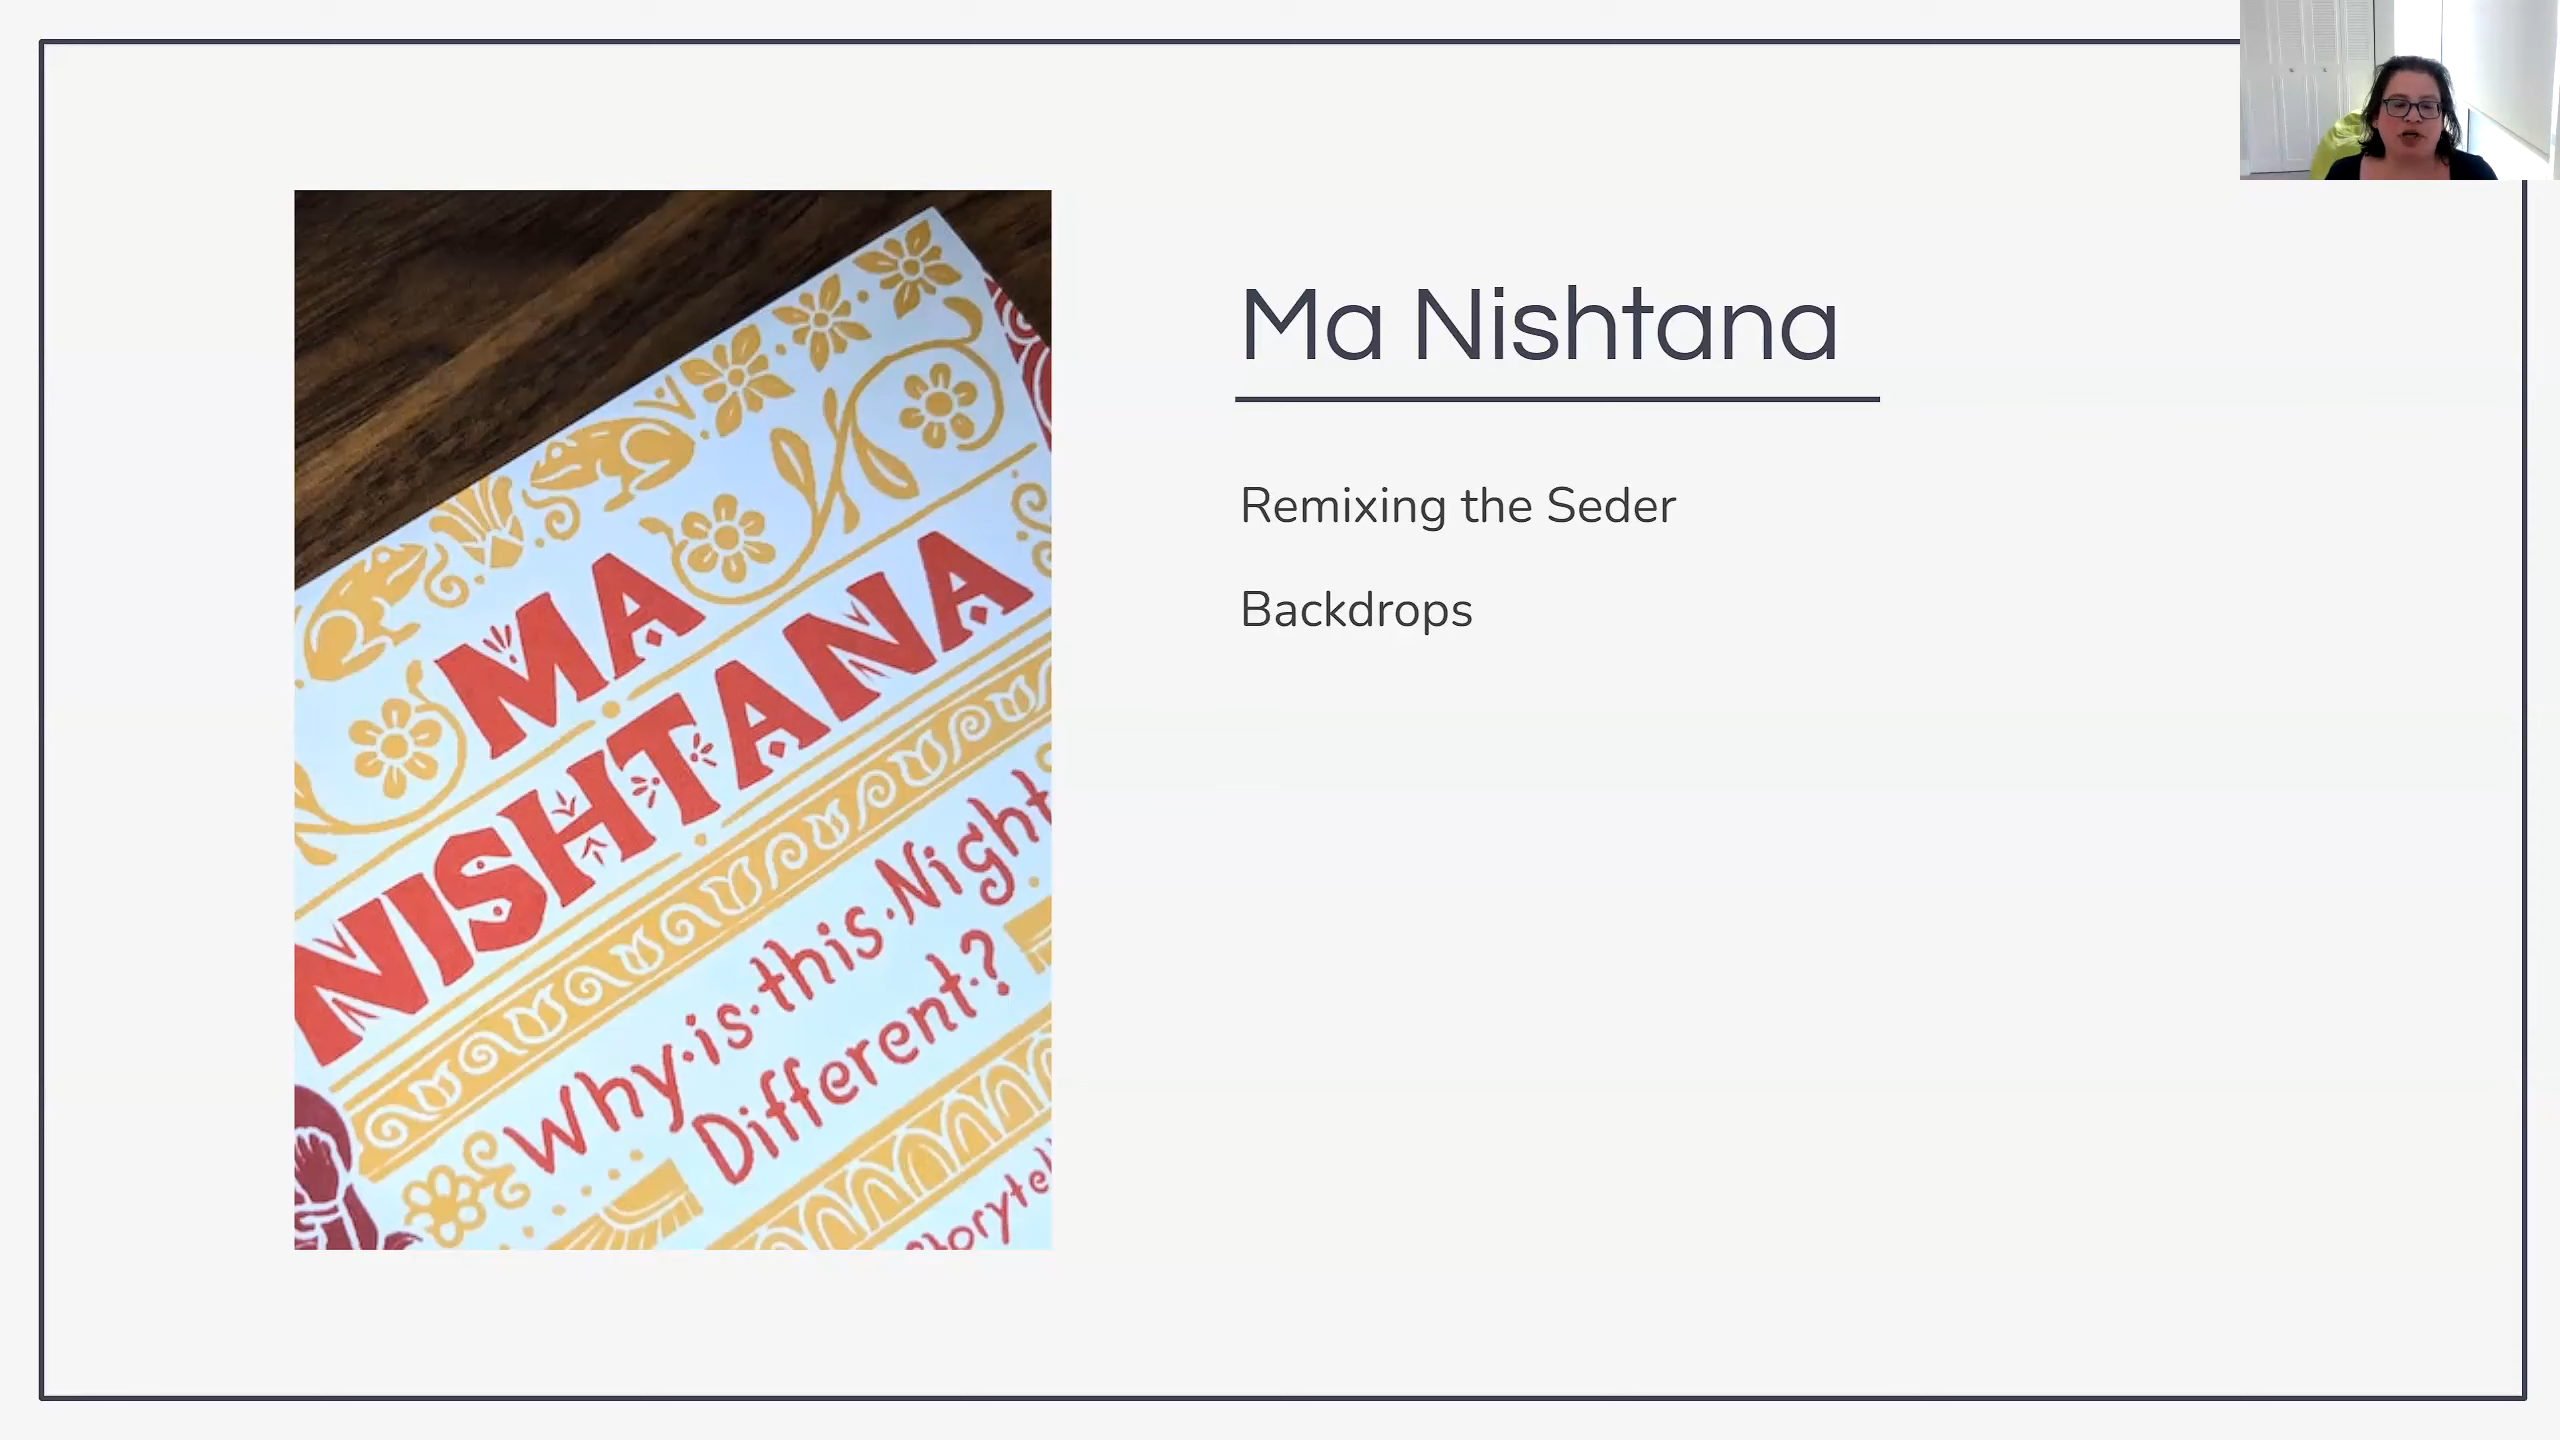 Ma Nishtana
Remixing the Seder
Backdrops
MA
NISHTANA
Why·is·this·Night
Different?